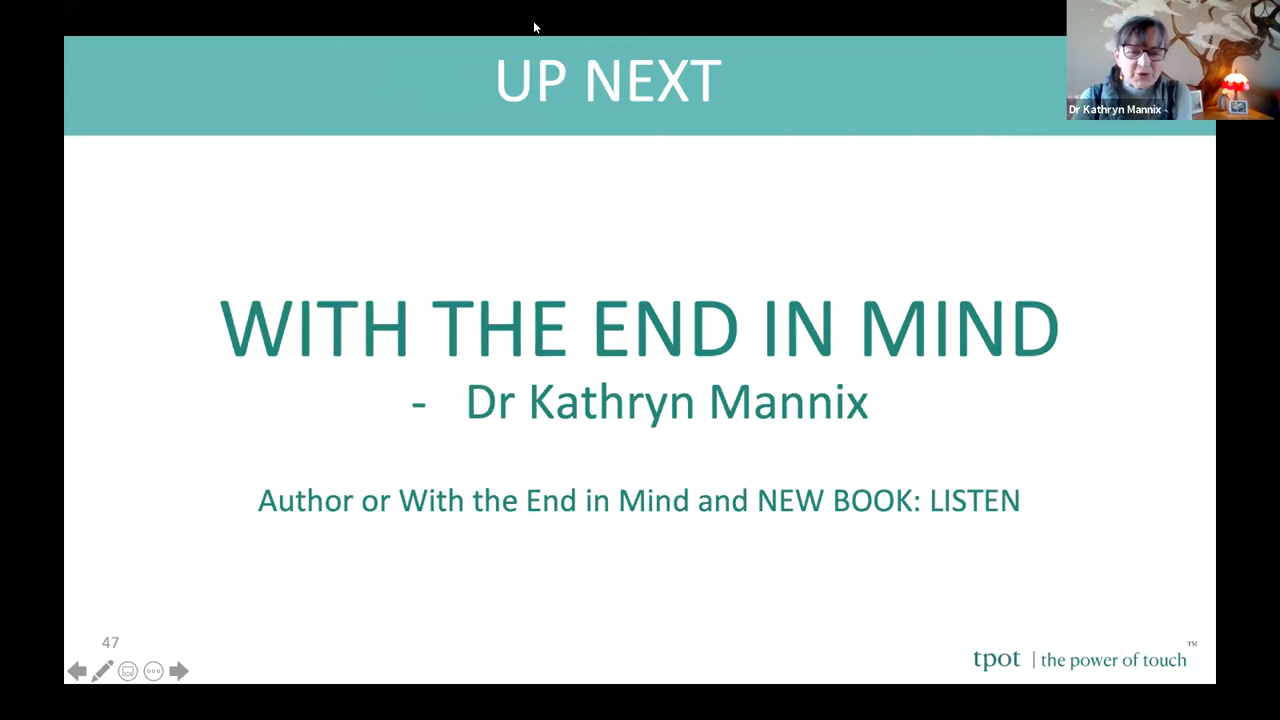 UP NEXT
Dr Kathryn Mannix
WITH THE END IN MIND
- Dr Kathryn Mannix
Author or With the End in Mind and NEW BOOK: LISTEN
47
tpot | the power of touch™